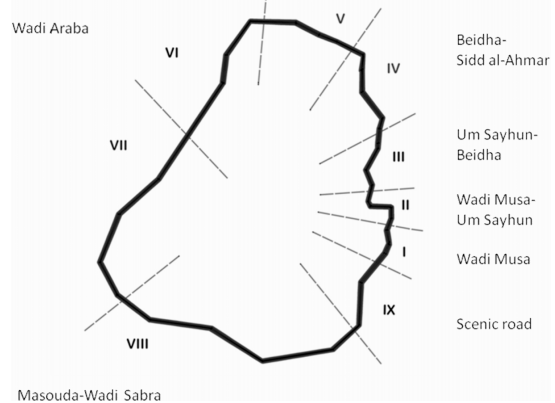 Wadi Araba
V
VI
IV
Beidha-
Sidd al-Ahmar
VII
III
Um Sayhun-
Beidha
II
Wadi Musa-
Um Sayhun
I
Wadi Musa
IX
Scenic road
VIII
Masouda-Wadi Sabra